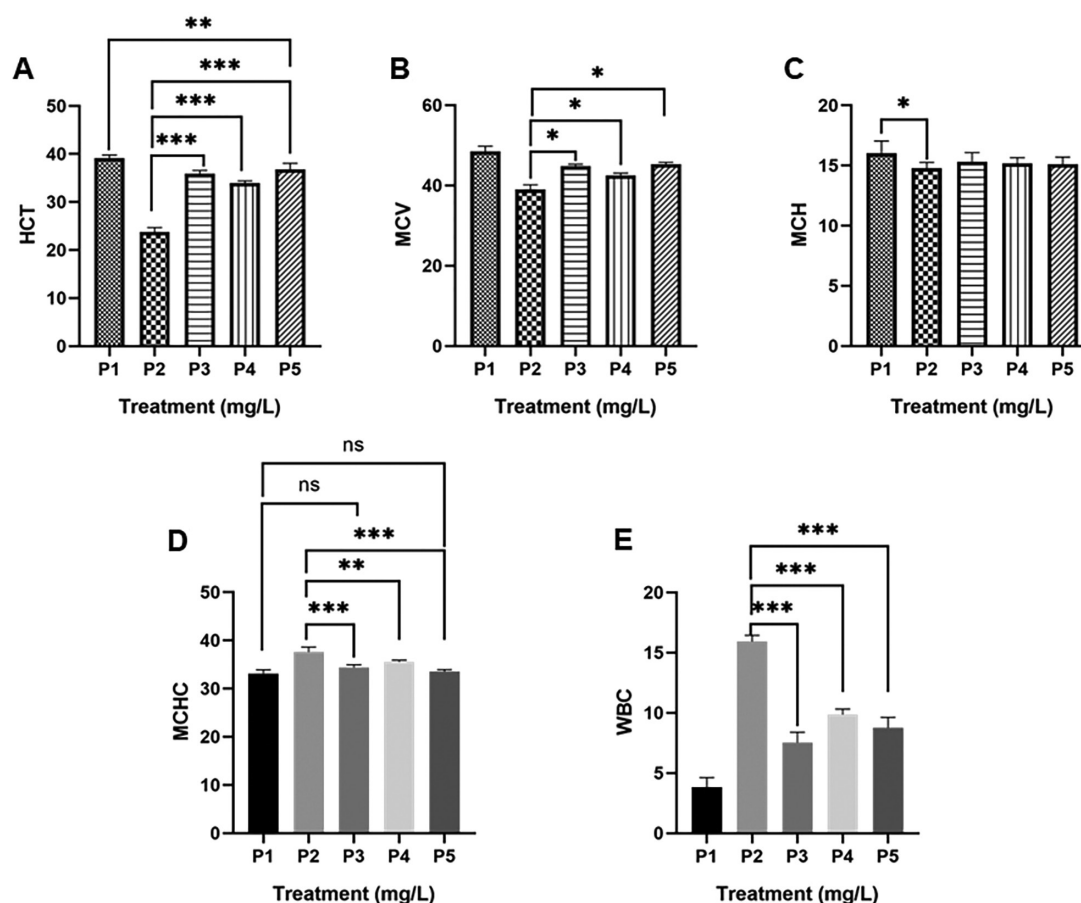 **
A
***
***
***
HCT
50
40
30
20
10
0
P1 P2 P3 P4 P5
Treatment (mg/L)
B
*
*
*
MCV
60
40
20
0
P1 P2 P3 P4 P5
Treatment (mg/L)
C
*
MCH
20
15
10
5
0
P1 P2 P3 P4 P5
Treatment (mg/L)
ns
ns
D
***
**
***
MCHC
50
40
30
20
10
0
P1 P2 P3 P4 P5
Treatment (mg/L)
E
***
***
***
WBC
20
15
10
5
0
P1 P2 P3 P4 P5
Treatment (mg/L)